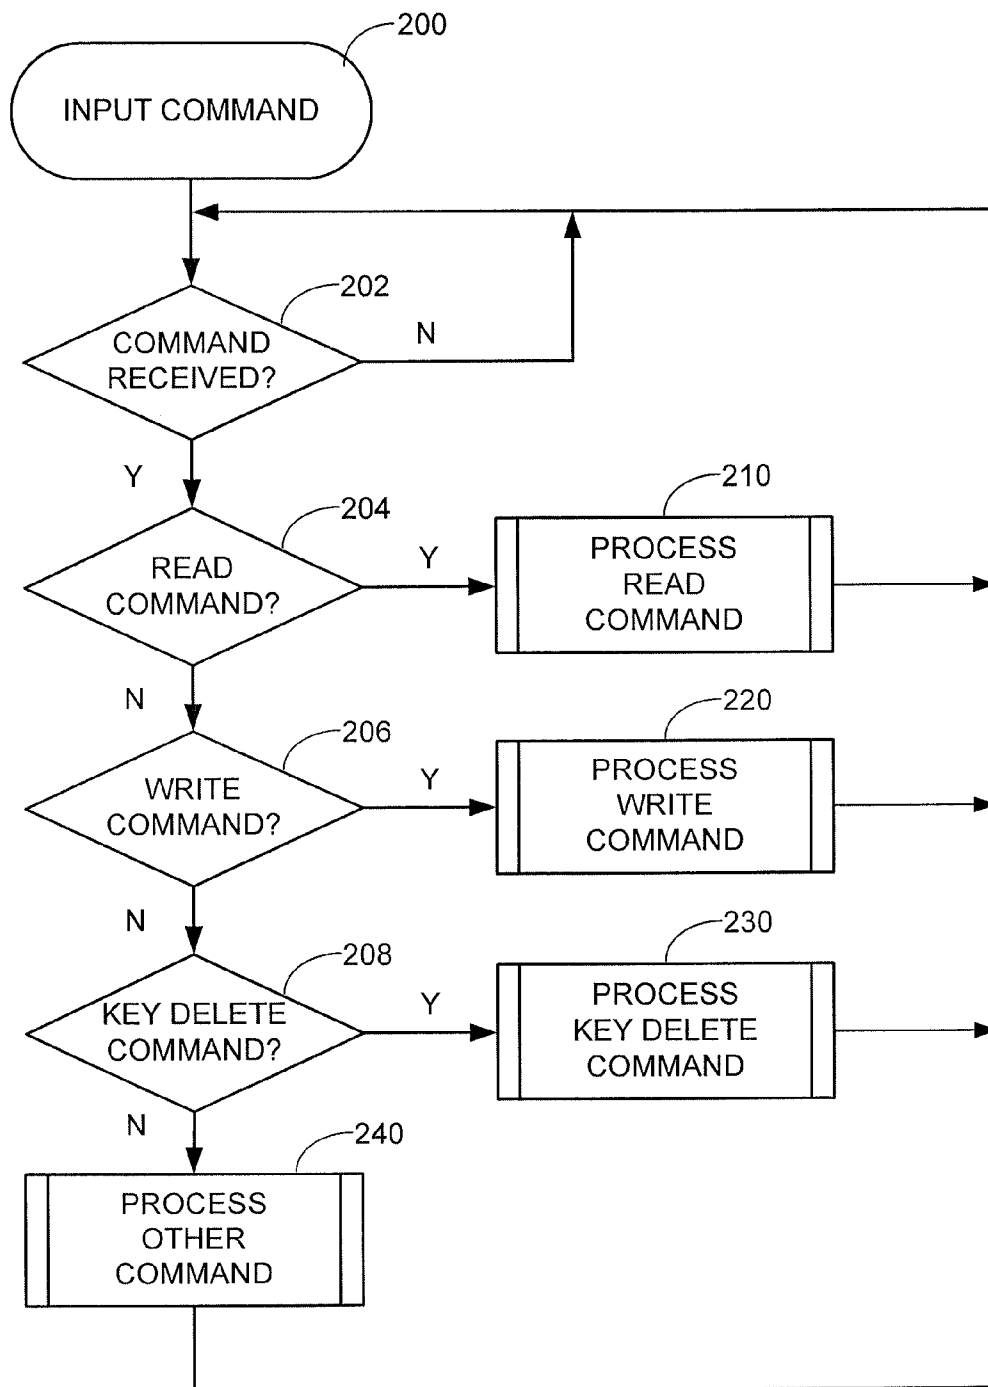 200
INPUT COMMAND
202
COMMAND
RECEIVED?
N
Y
204
READ
COMMAND?
Y
210
PROCESS
READ
COMMAND
N
206
WRITE
COMMAND?
Y
220
PROCESS
WRITE
COMMAND
N
208
KEY DELETE
COMMAND?
Y
230
PROCESS
KEY DELETE
COMMAND
N
240
PROCESS
OTHER
COMMAND